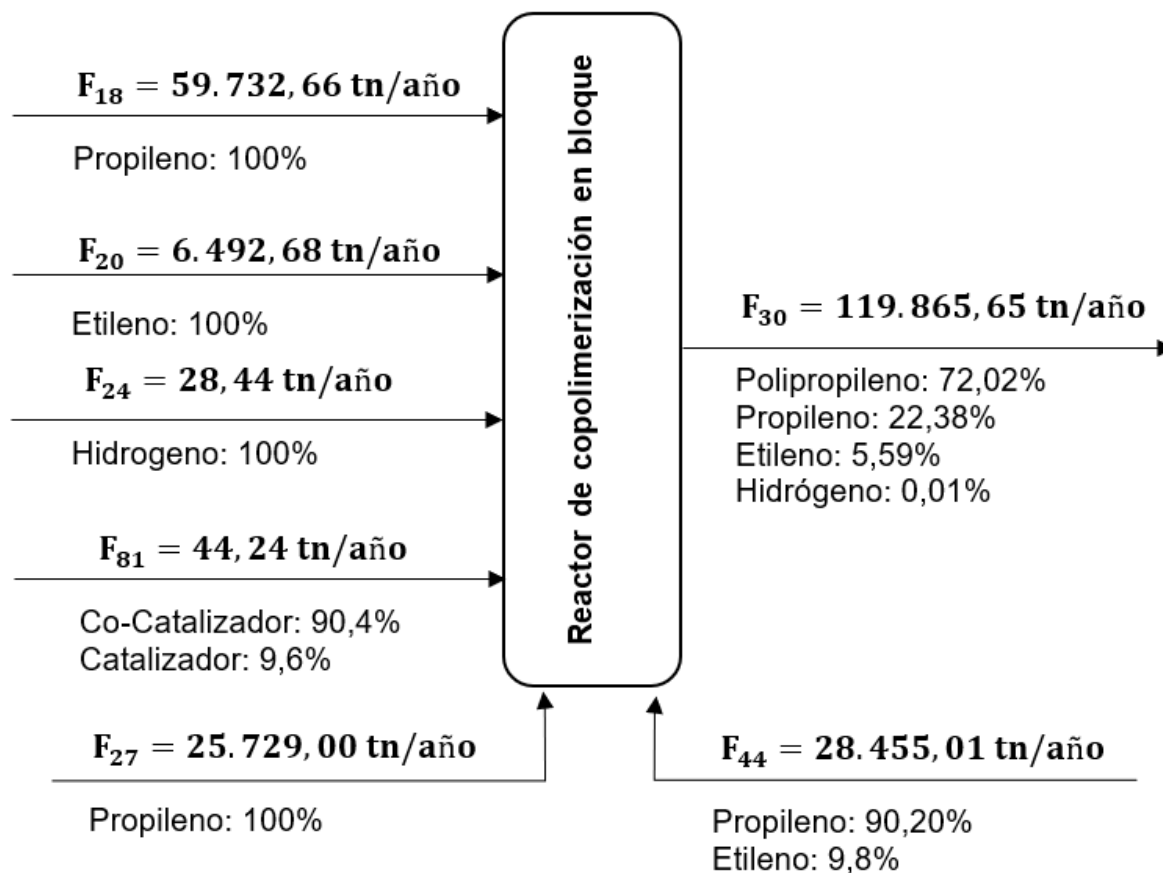 F₁₈ = 59.732,66 tn/año
Propileno: 100%
F₂₀ = 6.492,68 tn/año
Etileno: 100%
F₂₄ = 28,44 tn/año
Hidrogeno: 100%
F₈₁ = 44,24 tn/año
Co-Catalizador: 90,4%
Catalizador: 9,6%
F₂₇ = 25.729,00 tn/año
Propileno: 100%
Reactor de copolimerización en bloque
F₃₀ = 119.865,65 tn/año
Polipropileno: 72,02%
Propileno: 22,38%
Etileno: 5,59%
Hidrógeno: 0,01%
F₄₄ = 28.455,01 tn/año
Propileno: 90,20%
Etileno: 9,8%